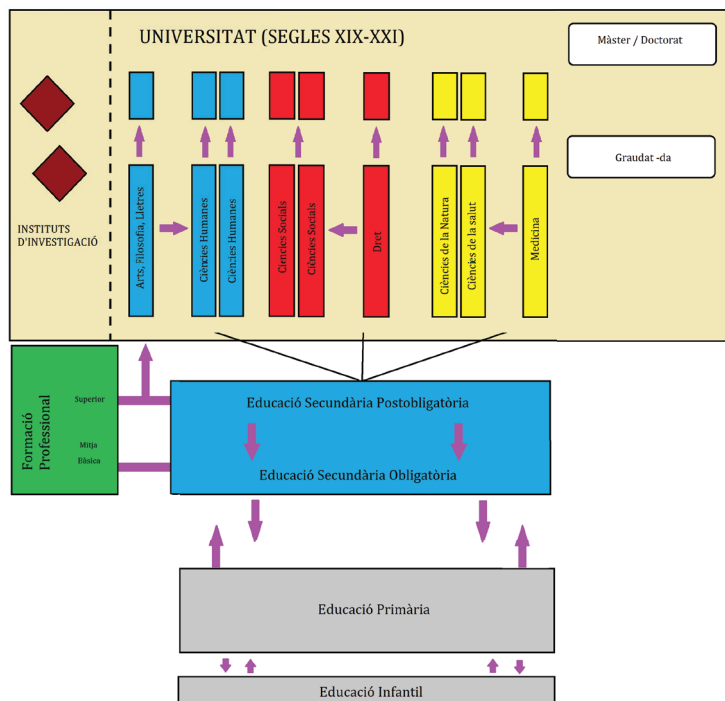 UNIVERSITAT (SEGLES XIX-XXI)
Màster / Doctorat
Graudat -da
INSTITUTS
D'INVESTIGACIÓ
Arts, Filosofia, Lletres
Ciències Humanes
Ciències Humanes
Ciències Socials
Ciències Socials
Dret
Ciències de la Natura
Ciències de la salut
Medicina
Formació
Professional
Superior
Mitja
Bàsica
Educació Secundària Postobligatòria
Educació Secundària Obligatòria
Educació Primària
Educació Infantil